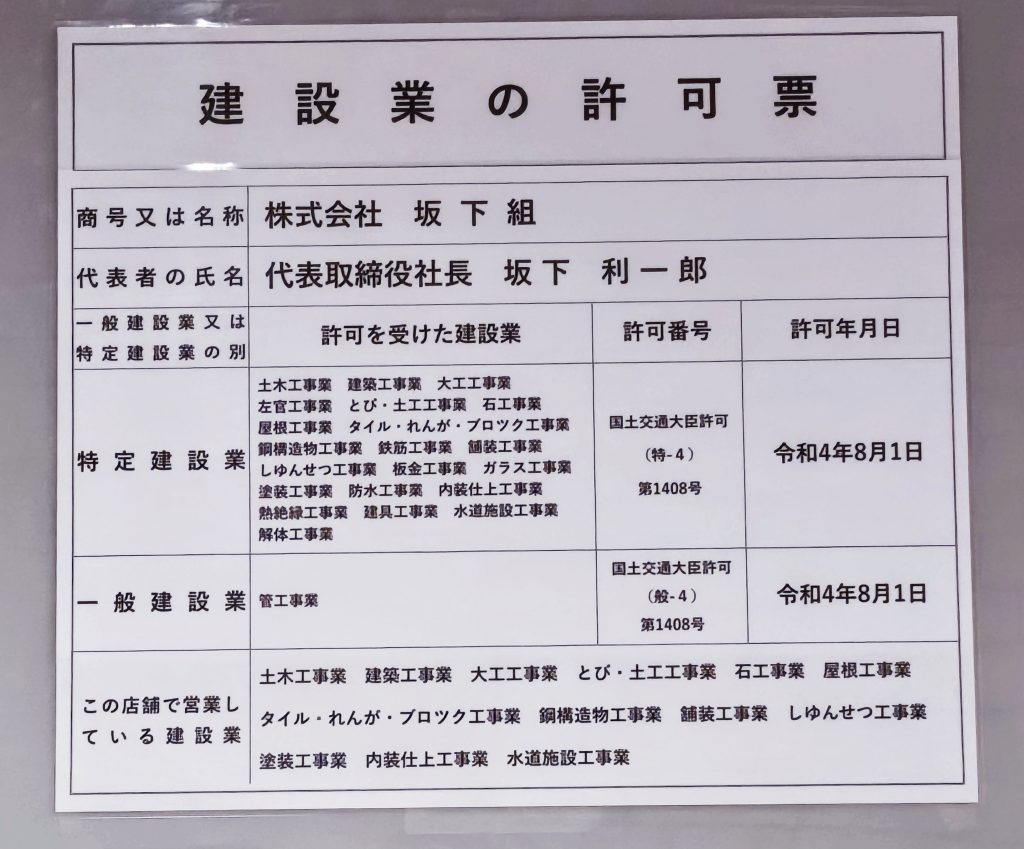 建設業の許可票
商号又は名称 株式会社 坂下組
代表者の氏名 代表取締役社長 坂下 利一郎
一般建設業又は
特定建設業の別
許可を受けた建設業 許可番号 許可年月日
特定建設業
土木工事業 建築工事業 大工工事業
左官工事業 とび・土工工事業 石工事業
屋根工事業 タイル・れんが・ブロツク工事業
鋼構造物工事業 鉄筋工事業 舗装工事業
しゆんせつ工事業 板金工事業 ガラス工事業
塗装工事業 防水工事業 内装仕上工事業
熱絶縁工事業 建具工事業 水道施設工事業
解体工事業
国土交通大臣許可
（特-４）
第1408号
令和4年8月1日
一般建設業
管工事業
国土交通大臣許可
（般-４）
第1408号
令和4年8月1日
この店舗で営業し
ている建設業
土木工事業 建築工事業 大工工事業 とび・土工工事業 石工事業 屋根工事業
タイル・れんが・ブロツク工事業 鋼構造物工事業 舗装工事業 しゆんせつ工事業
塗装工事業 内装仕上工事業 水道施設工事業